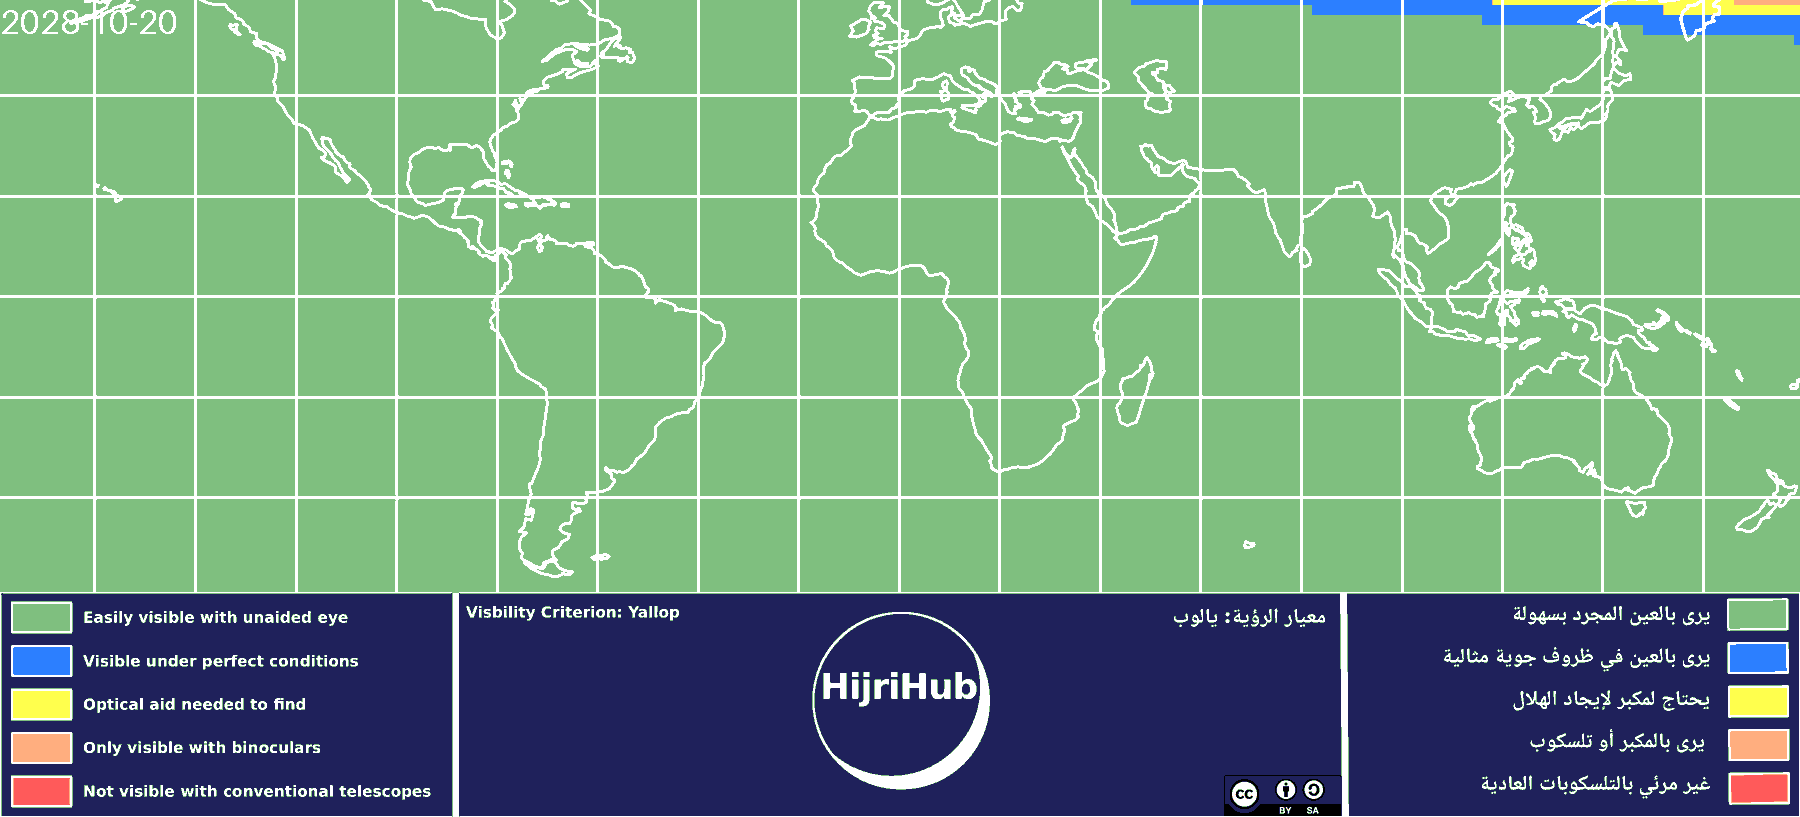 2028-10-20
Easily visible with unaided eye
Visible under perfect conditions
Optical aid needed to find
Only visible with binoculars
Not visible with conventional telescopes
Visbility Criterion: Yallop
معيار الرؤية: يالوب
HijriHub
cc
BY SA
يرى بالعين المجرد بسهولة
يرى بالعين في ظروف جوية مثالية
يحتاج لمكبر لإيجاد الهلال
يرى بالمكبر أو تلسكوب
غير مرئي بالتلسكوبات العادية